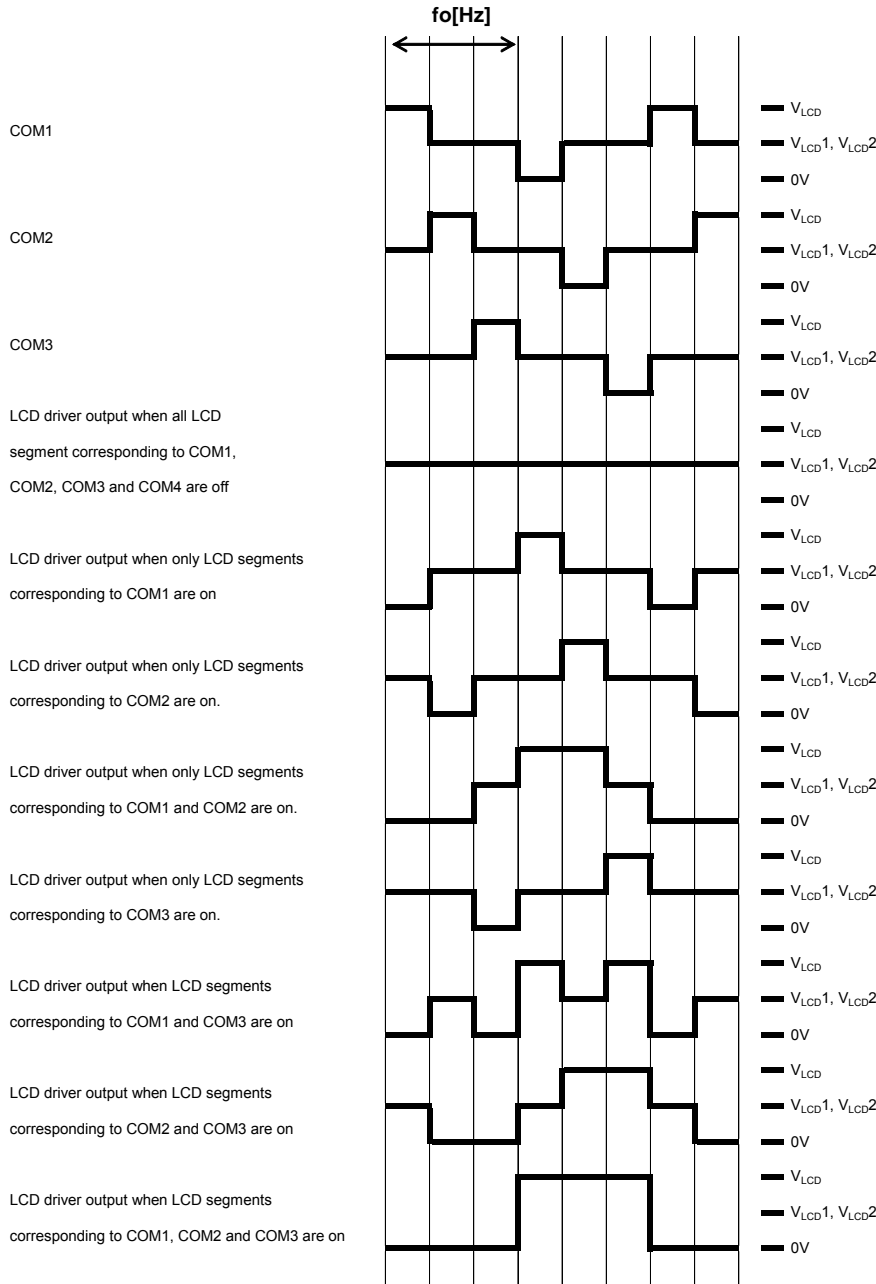 fo[Hz]
COM1
V_LCD
V_LCD1, V_LCD2
0V
COM2
V_LCD
V_LCD1, V_LCD2
0V
COM3
V_LCD
V_LCD1, V_LCD2
0V
LCD driver output when all LCD
segment corresponding to COM1,
COM2, COM3 and COM4 are off
V_LCD
V_LCD1, V_LCD2
0V
LCD driver output when only LCD segments
corresponding to COM1 are on
V_LCD
V_LCD1, V_LCD2
0V
LCD driver output when only LCD segments
corresponding to COM2 are on.
V_LCD
V_LCD1, V_LCD2
0V
LCD driver output when only LCD segments
corresponding to COM1 and COM2 are on.
V_LCD
V_LCD1, V_LCD2
0V
LCD driver output when only LCD segments
corresponding to COM3 are on.
V_LCD
V_LCD1, V_LCD2
0V
LCD driver output when LCD segments
corresponding to COM1 and COM3 are on
V_LCD
V_LCD1, V_LCD2
0V
LCD driver output when LCD segments
corresponding to COM2 and COM3 are on
V_LCD
V_LCD1, V_LCD2
0V
LCD driver output when LCD segments
corresponding to COM1, COM2 and COM3 are on
V_LCD
V_LCD1, V_LCD2
0V